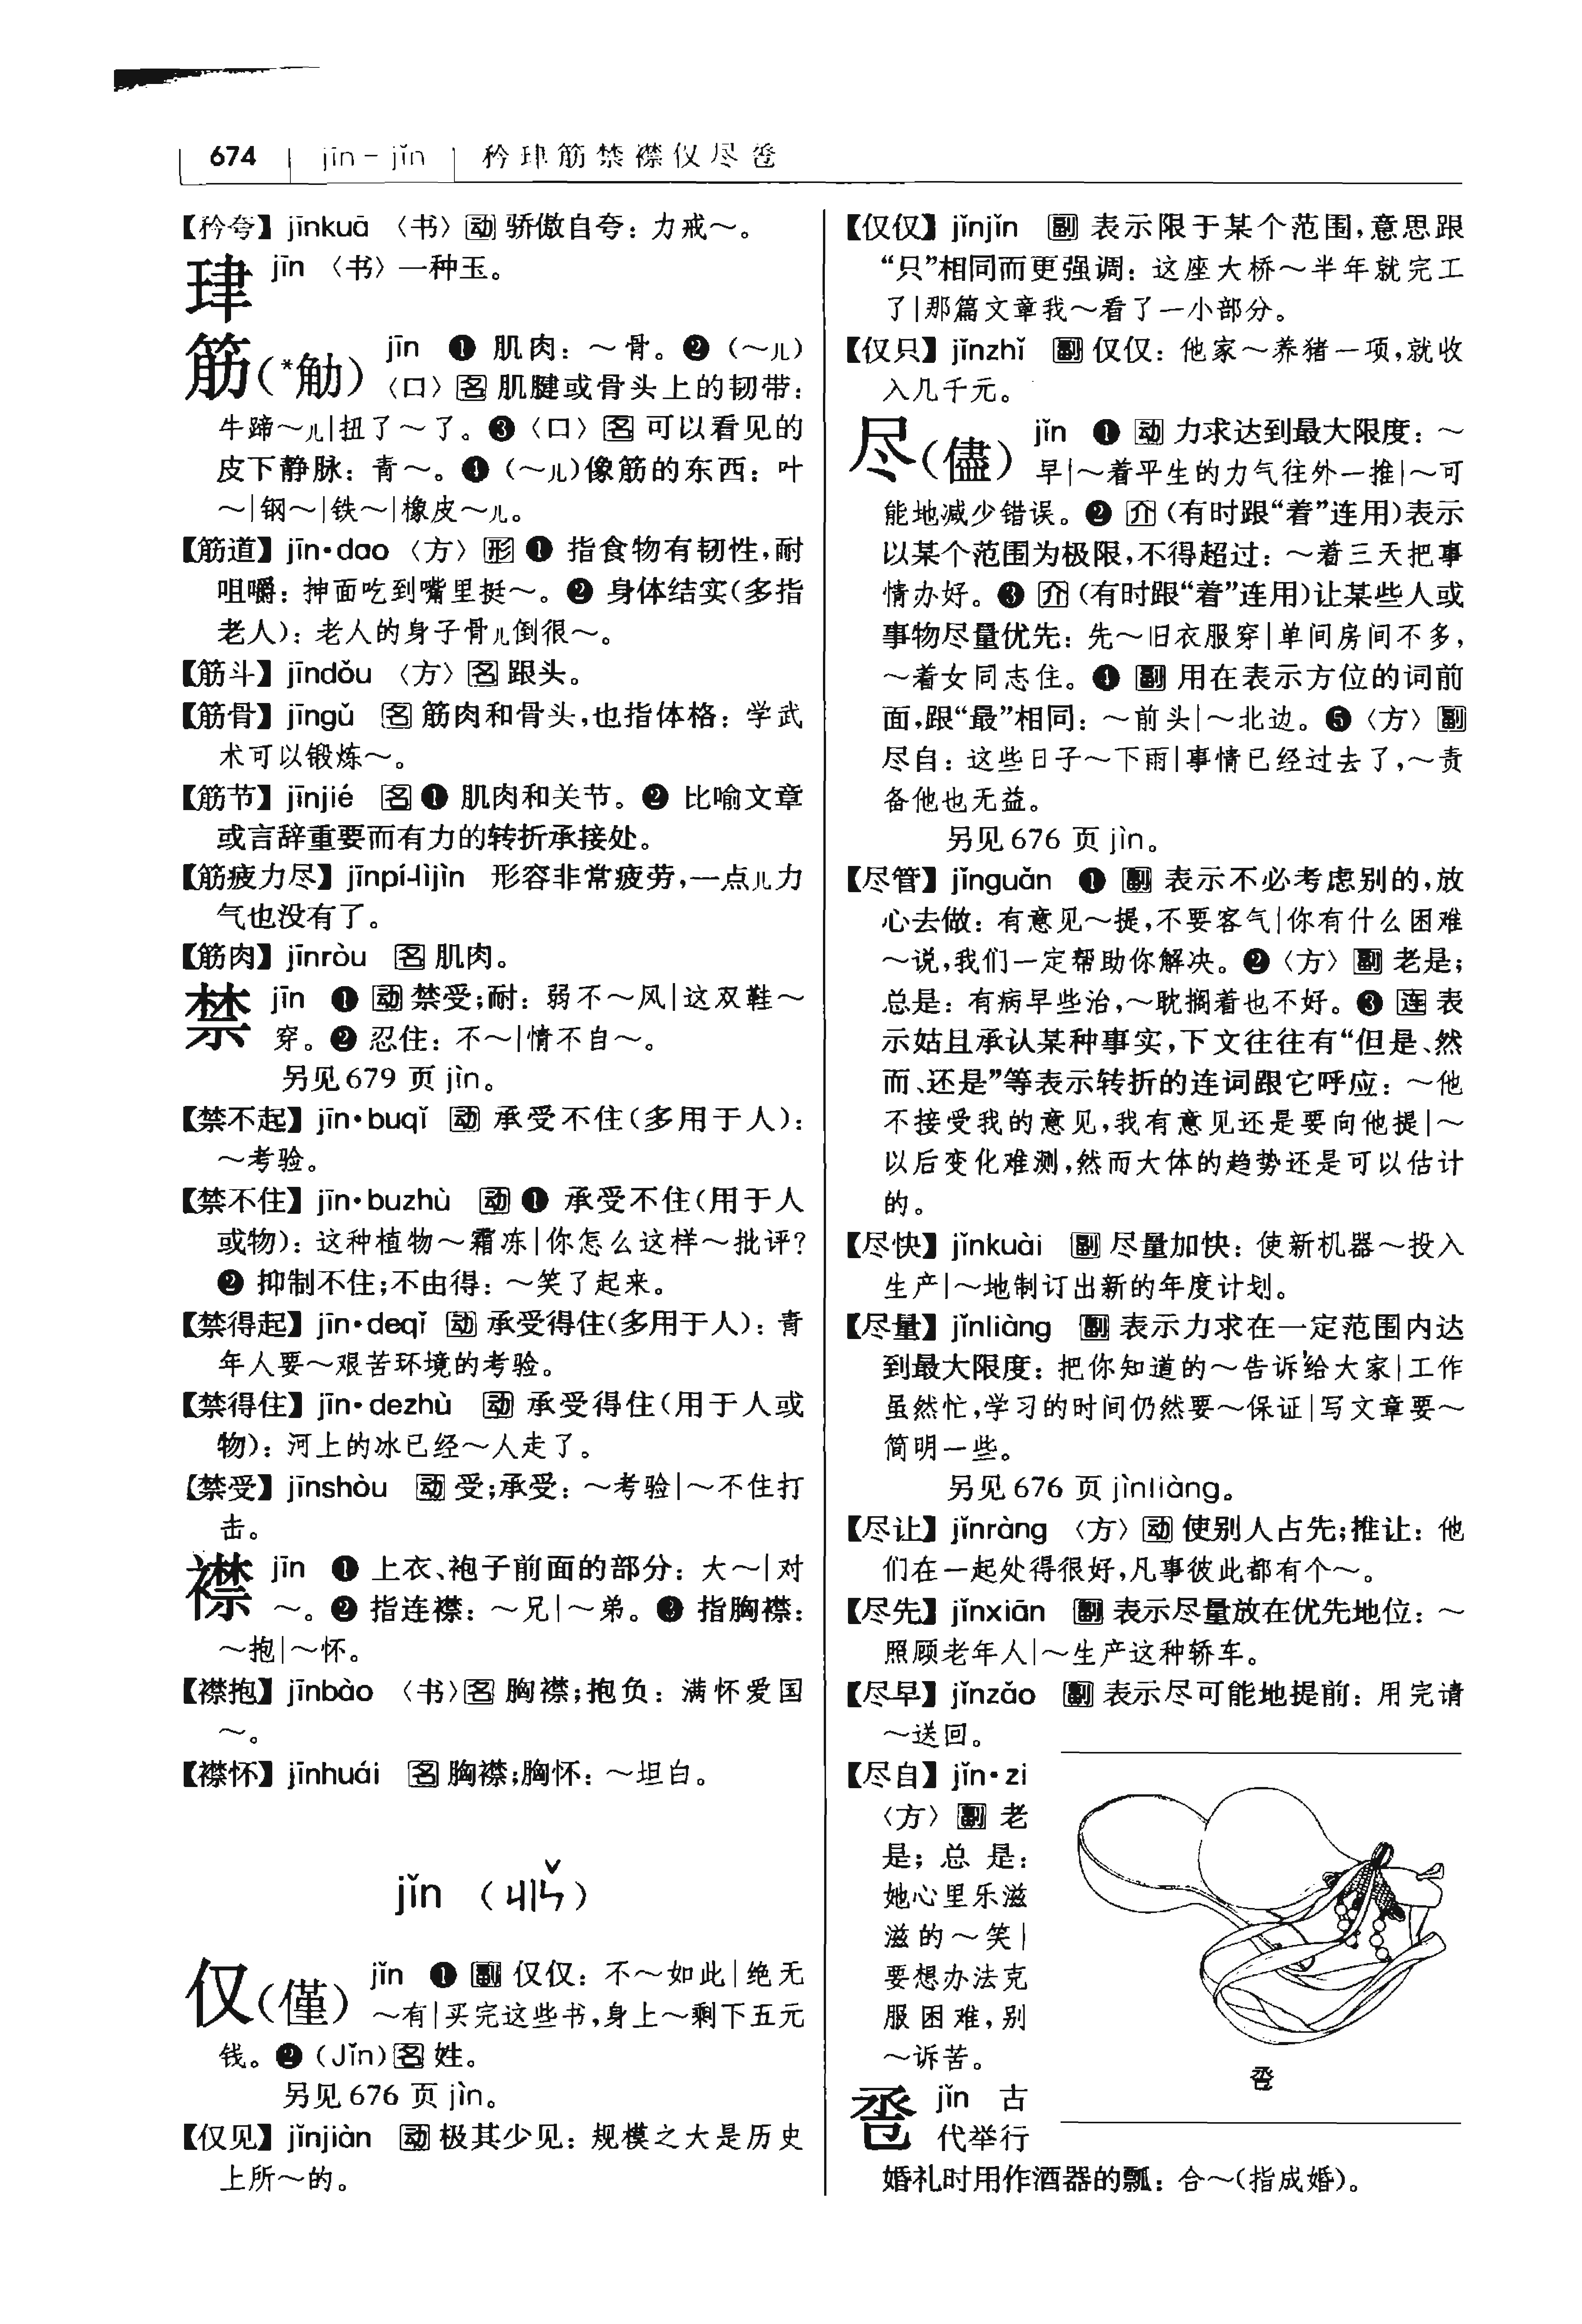 674 jīn－jǐn 矜珒筋禁襟仅尽卺
【矜夸】jīnkuā 〈书〉动 骄傲自夸：力戒～。
珒 jīn 〈书〉一种玉。
筋(*觔) jīn ❶ 肌肉：～骨。❷（～儿）
〈口〉名 肌腱或骨头上的韧带：
牛蹄～儿|扭了～了。❸〈口〉名 可以看见的
皮下静脉：青～。❹（～儿）像筋的东西：叶
～|钢～|铁～|橡皮～儿。
【筋道】jīn·dao〈方〉形 ❶ 指食物有韧性，耐
咀嚼：抻面吃到嘴里挺～。❷ 身体结实（多指
老人）：老人的身子骨儿倒很～。
【筋斗】jīndǒu 〈方〉名 跟头。
【筋骨】jīngǔ 名 筋肉和骨头，也指体格：学武
术可以锻炼～。
【筋节】jīnjié 名 ❶ 肌肉和关节。❷ 比喻文章
或言辞重要而有力的转折承接处。
【筋疲力尽】jīnpí-lìjìn 形容非常疲劳，一点儿力
气也没有了。
【筋肉】jīnròu 名 肌肉。
禁 jīn ❶ 动 禁受；耐：弱不～风|这双鞋～
穿。❷ 忍住：不～|情不自～。
另见 679 页 jìn。
【禁不起】jīn·buqǐ 动 承受不住（多用于人）：
～考验。
【禁不住】jīn·buzhù 动 ❶ 承受不住（用于人
或物）：这种植物～霜冻|你怎么这样～批评？
❷ 抑制不住；不由得：～笑了起来。
【禁得起】jīn·deqǐ 动 承受得住（多用于人）：青
年人要～艰苦环境的考验。
【禁得住】jīn·dezhù 动 承受得住（用于人或
物）：河上的冰已经～人走了。
【禁受】jīnshòu 动 受；承受：～考验|～不住打
击。
襟 jīn ❶ 上衣、袍子前面的部分：大～|对
～。❷ 指连襟：～兄|～弟。❸ 指胸襟：
～抱|～怀。
【襟抱】jīnbào 〈书〉名 胸襟；抱负：满怀爱国
～。
【襟怀】jīnhuái 名 胸襟；胸怀：～坦白。
jǐn （ㄐㄧㄣˇ）
仅（僅） jǐn ❶ 副 仅仅：不～如此|绝无
～有|买完这些书，身上～剩下五元
钱。❷（Jǐn）名 姓。
另见 676 页 jìn。
【仅见】jǐnjiàn 动 极其少见：规模之大是历史
上所～的。
【仅仅】jǐnjǐn 副 表示限于某个范围，意思跟
“只”相同而更强调：这座大桥～半年就完工
了|那篇文章我～看了一小部分。
【仅只】jǐnzhǐ 副 仅仅：他家～养猪一项，就收
入几千元。
尽（儘） jǐn ❶ 动 力求达到最大限度：～
早|～着平生的力气往外一推|～可
能地减少错误。❷ 介（有时跟“着”连用）表示
以某个范围为极限，不得超过：～着三天把事
情办好。❸ 介（有时跟“着”连用）让某些人或
事物尽量优先：先～旧衣服穿|单间房间不多，
～着女同志住。❹ 副 用在表示方位的词前
面，跟“最”相同：～前头|～北边。❺〈方〉副
尽自：这些日子～下雨|事情已经过去了，～责
备他也无益。
另见 676 页 jìn。
【尽管】jǐnguǎn ❶ 副 表示不必考虑别的，放
心去做：有意见～提，不要客气|你有什么困难
～说，我们一定帮助你解决。❷〈方〉副 老是；
总是：有病早些治，～耽搁着也不好。❸ 连 表
示姑且承认某种事实，下文往往有“但是、然
而、还是”等表示转折的连词跟它呼应：～他
不接受我的意见，我有意见还是要向他提|～
以后变化难测，然而大体的趋势还是可以估计
的。
【尽快】jǐnkuài 副 尽量加快：使新机器～投入
生产|～地制订出新的年度计划。
【尽量】jǐnliàng 副 表示力求在一定范围内达
到最大限度：把你知道的～告诉给大家|工作
虽然忙，学习的时间仍然要～保证|写文章要～
简明一些。
另见 676 页 jìnliàng。
【尽让】jǐnràng 〈方〉动 使别人占先；推让：他
们在一起处得很好，凡事彼此都有个～。
【尽先】jǐnxiān 副 表示尽量放在优先地位：～
照顾老年人|～生产这种轿车。
【尽早】jǐnzǎo 副 表示尽可能地提前：用完请
～送回。
【尽自】jǐn·zi
〈方〉副 老
是；总是：
她心里乐滋
滋的～笑|
要想办法克
服困难，别
～诉苦。
卺
卺 jǐn 古
代举行
婚礼时用作酒器的瓢：合～（指成婚）。